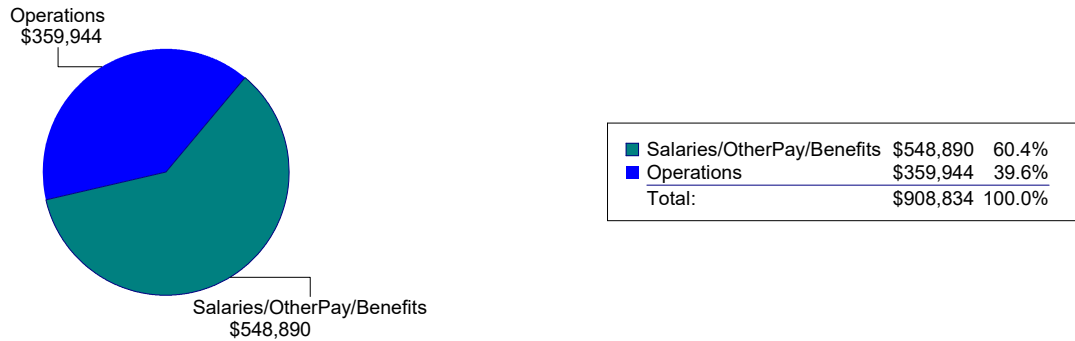 Operations
$359,944
Salaries/OtherPay/Benefits $548,890 60.4%
Operations $359,944 39.6%
Total: $908,834 100.0%
Salaries/OtherPay/Benefits
$548,890